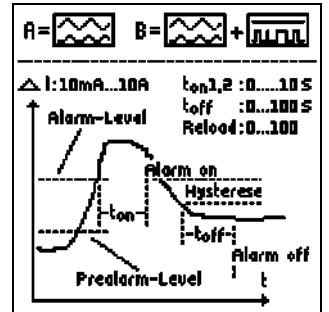 A= B= +
△ I:10mA...10A ton1,2 :0.....10 S
toff :0...100 S
Reload:0...100
Alarm-Level
Alarm on
Hysterese
ton
toff
Alarm off
Prealarm-Level
t